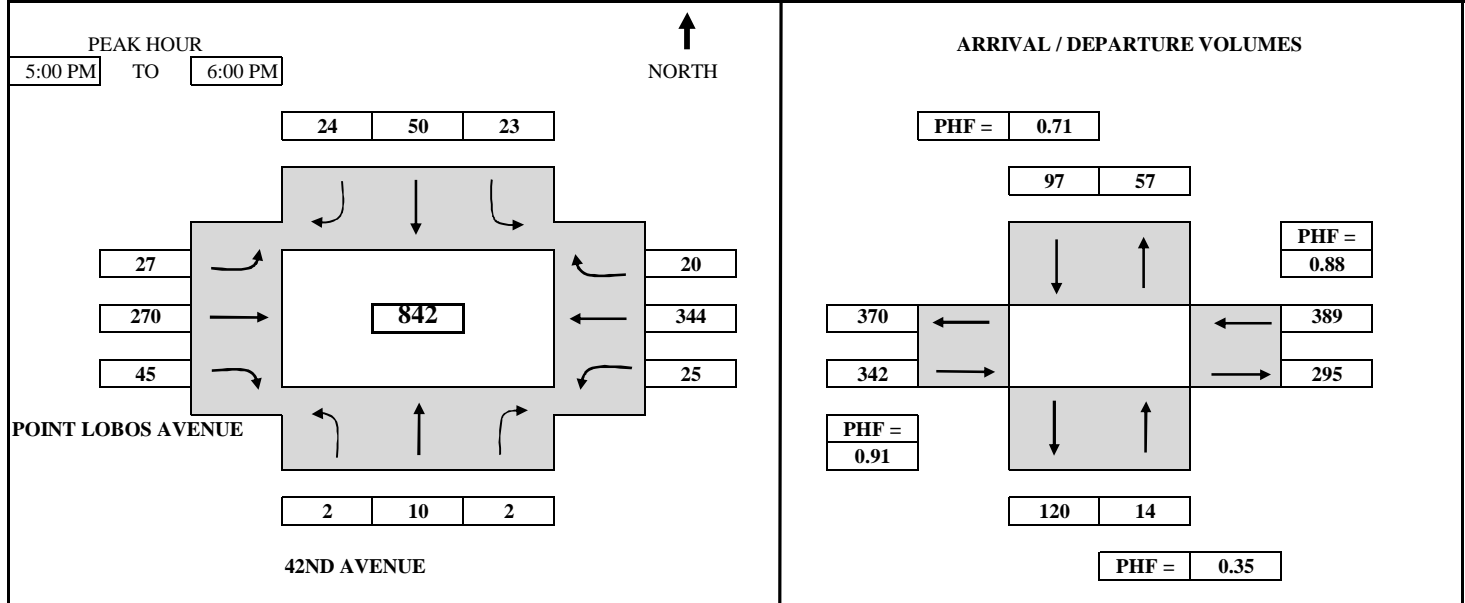 PEAK HOUR
5:00 PM TO 6:00 PM
NORTH
24 50 23
27
270
45
842
20
344
25
POINT LOBOS AVENUE
2 10 2
42ND AVENUE
ARRIVAL / DEPARTURE VOLUMES
PHF = 0.71
97 57
PHF =
0.88
370
342
389
295
PHF =
0.91
120 14
PHF = 0.35